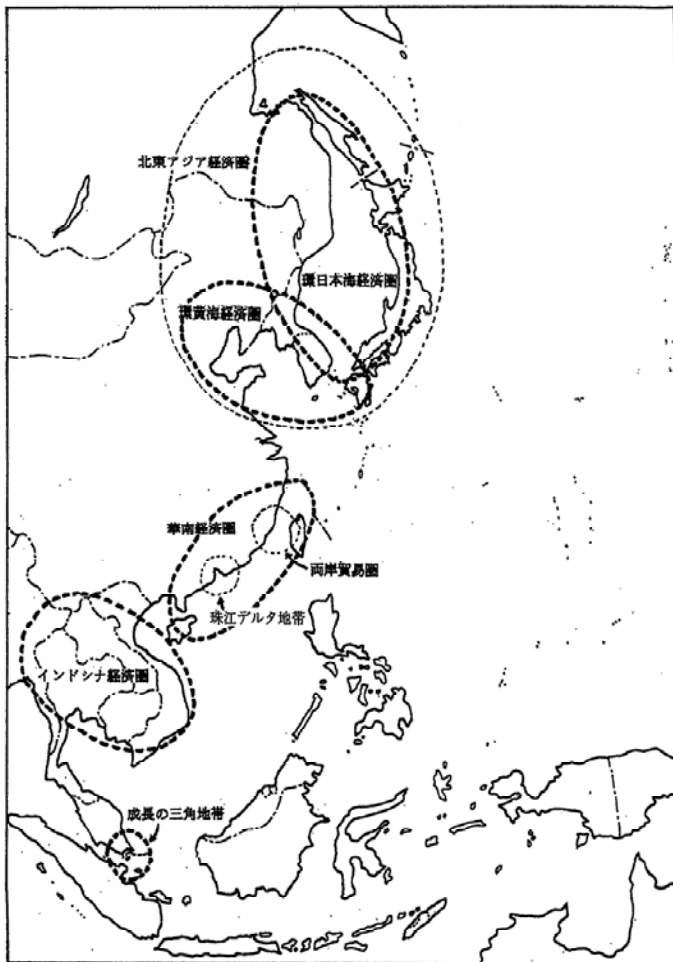 北東アジア経済圏
環日本海経済圏
環黄海経済圏
華南経済圏
両岸貿易圏
珠江デルタ地帯
インドシナ経済圏
成長の三角地帯